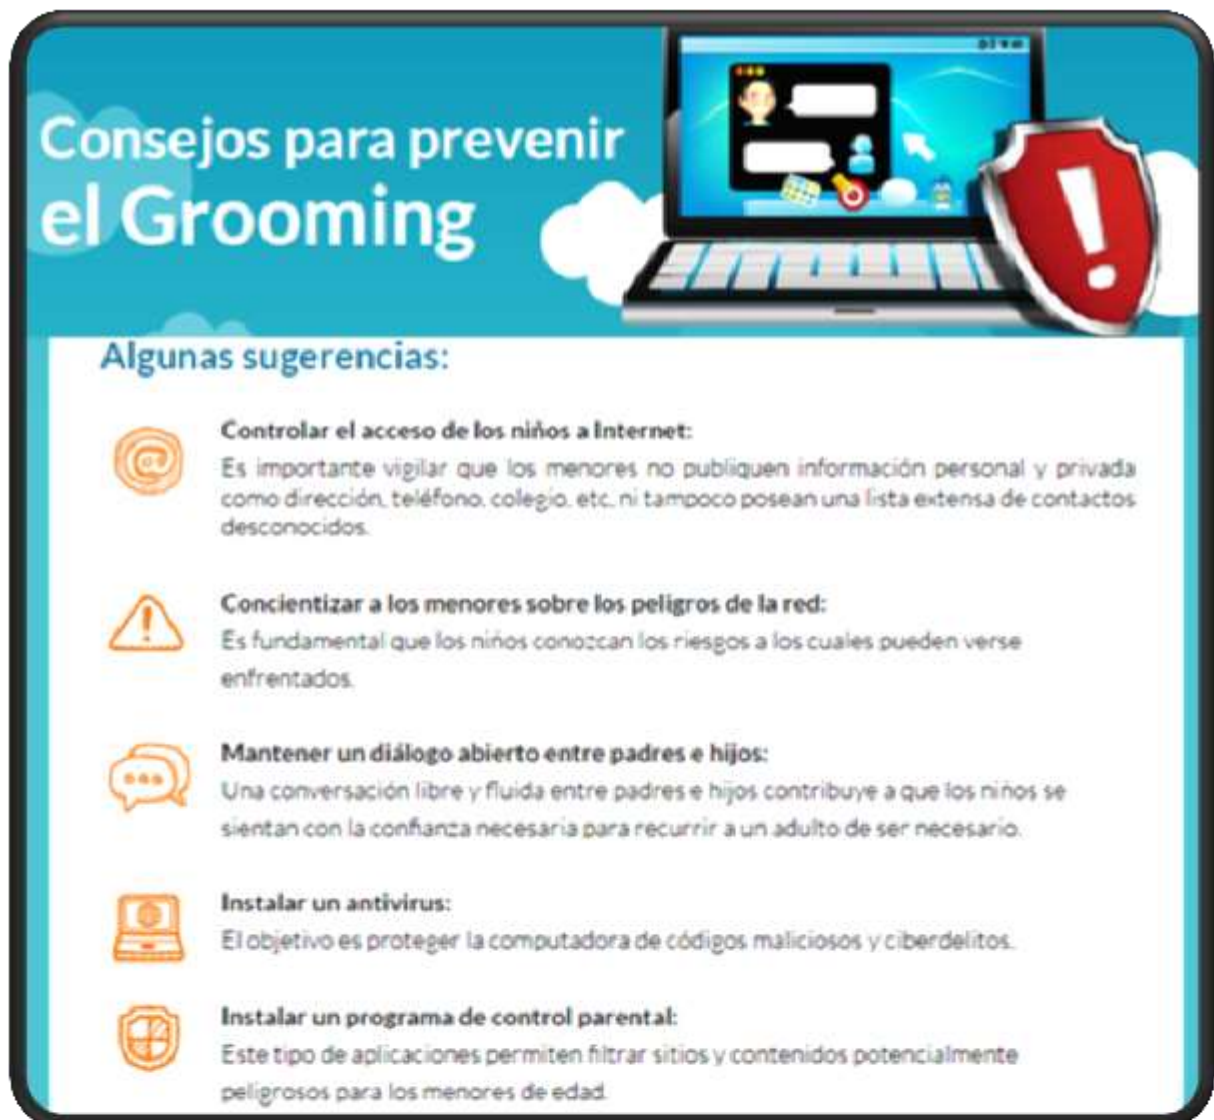 Consejos para prevenir
el Grooming
Algunas sugerencias:
Controlar el acceso de los niños a Internet:
Es importante vigilar que los menores no publiquen información personal y privada
como dirección, teléfono, colegio, etc. ni tampoco posean una lista extensa de contactos
desconocidos.
Concientizar a los menores sobre los peligros de la red:
Es fundamental que los niños conozcan los riesgos a los cuales pueden verse
enfrentados.
Mantener un diálogo abierto entre padres e hijos:
Una conversación libre y fluida entre padres e hijos contribuye a que los niños se
sientan con la confianza necesaria para recurrir a un adulto de ser necesario.
Instalar un antivirus:
El objetivo es proteger la computadora de códigos maliciosos y ciberdelitos.
Instalar un programa de control parental:
Este tipo de aplicaciones permiten filtrar sitios y contenidos potencialmente
peligrosos para los menores de edad.